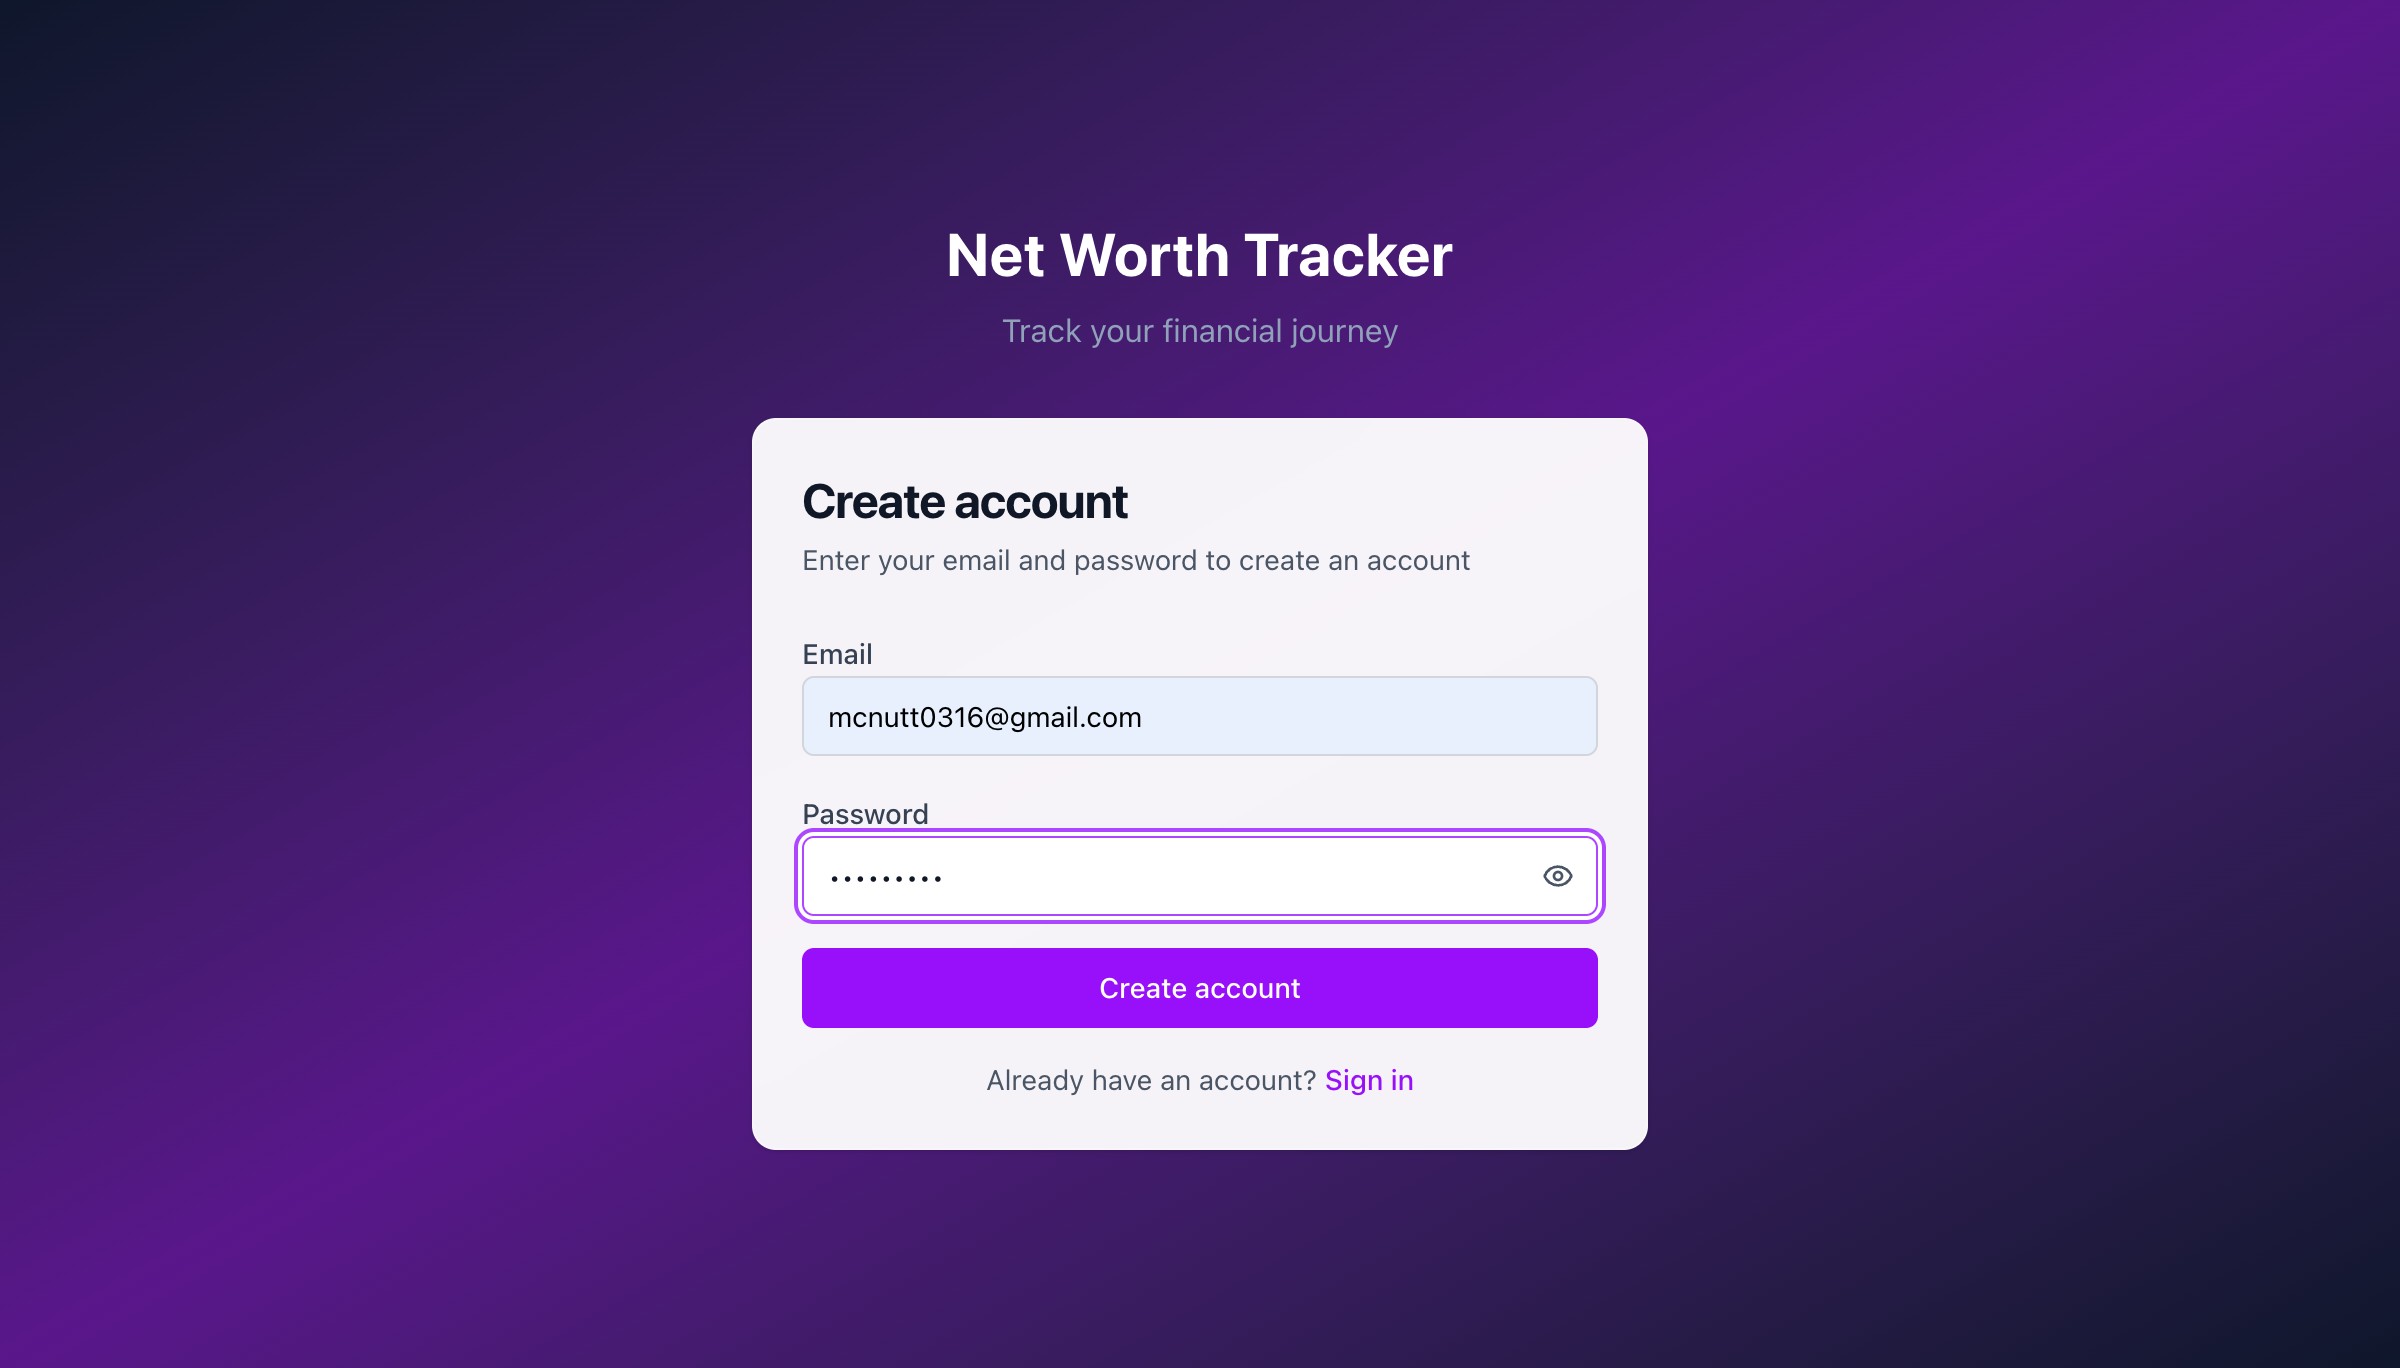 Net Worth Tracker
Track your financial journey
Create account
Enter your email and password to create an account
Email
mcnutt0316@gmail.com
Password
•••••••••
Create account
Already have an account? Sign in